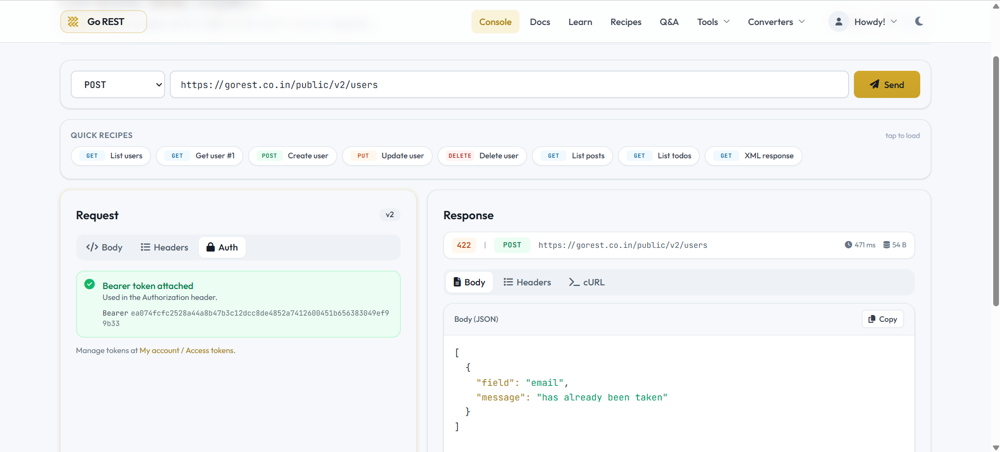 Go REST
Console Docs Learn Recipes Q&A Tools Converters Howdy!
POST https://gorest.co.in/public/v2/users Send
QUICK RECIPES tap to load
GET List users GET Get user #1 POST Create user PUT Update user DELETE Delete user GET List posts GET List todos GET XML response
Request v2
</> Body Headers Auth
Bearer token attached
Used in the Authorization header.
Bearer ea074fcfc2528a44a8b47b3c12dcc8de4852a7412600451b656383049ef9
9b33
Manage tokens at My account / Access tokens.
Response
422 | POST https://gorest.co.in/public/v2/users 471 ms 54 B
Body Headers cURL
Body (JSON) Copy
[
{
"field": "email",
"message": "has already been taken"
}
]